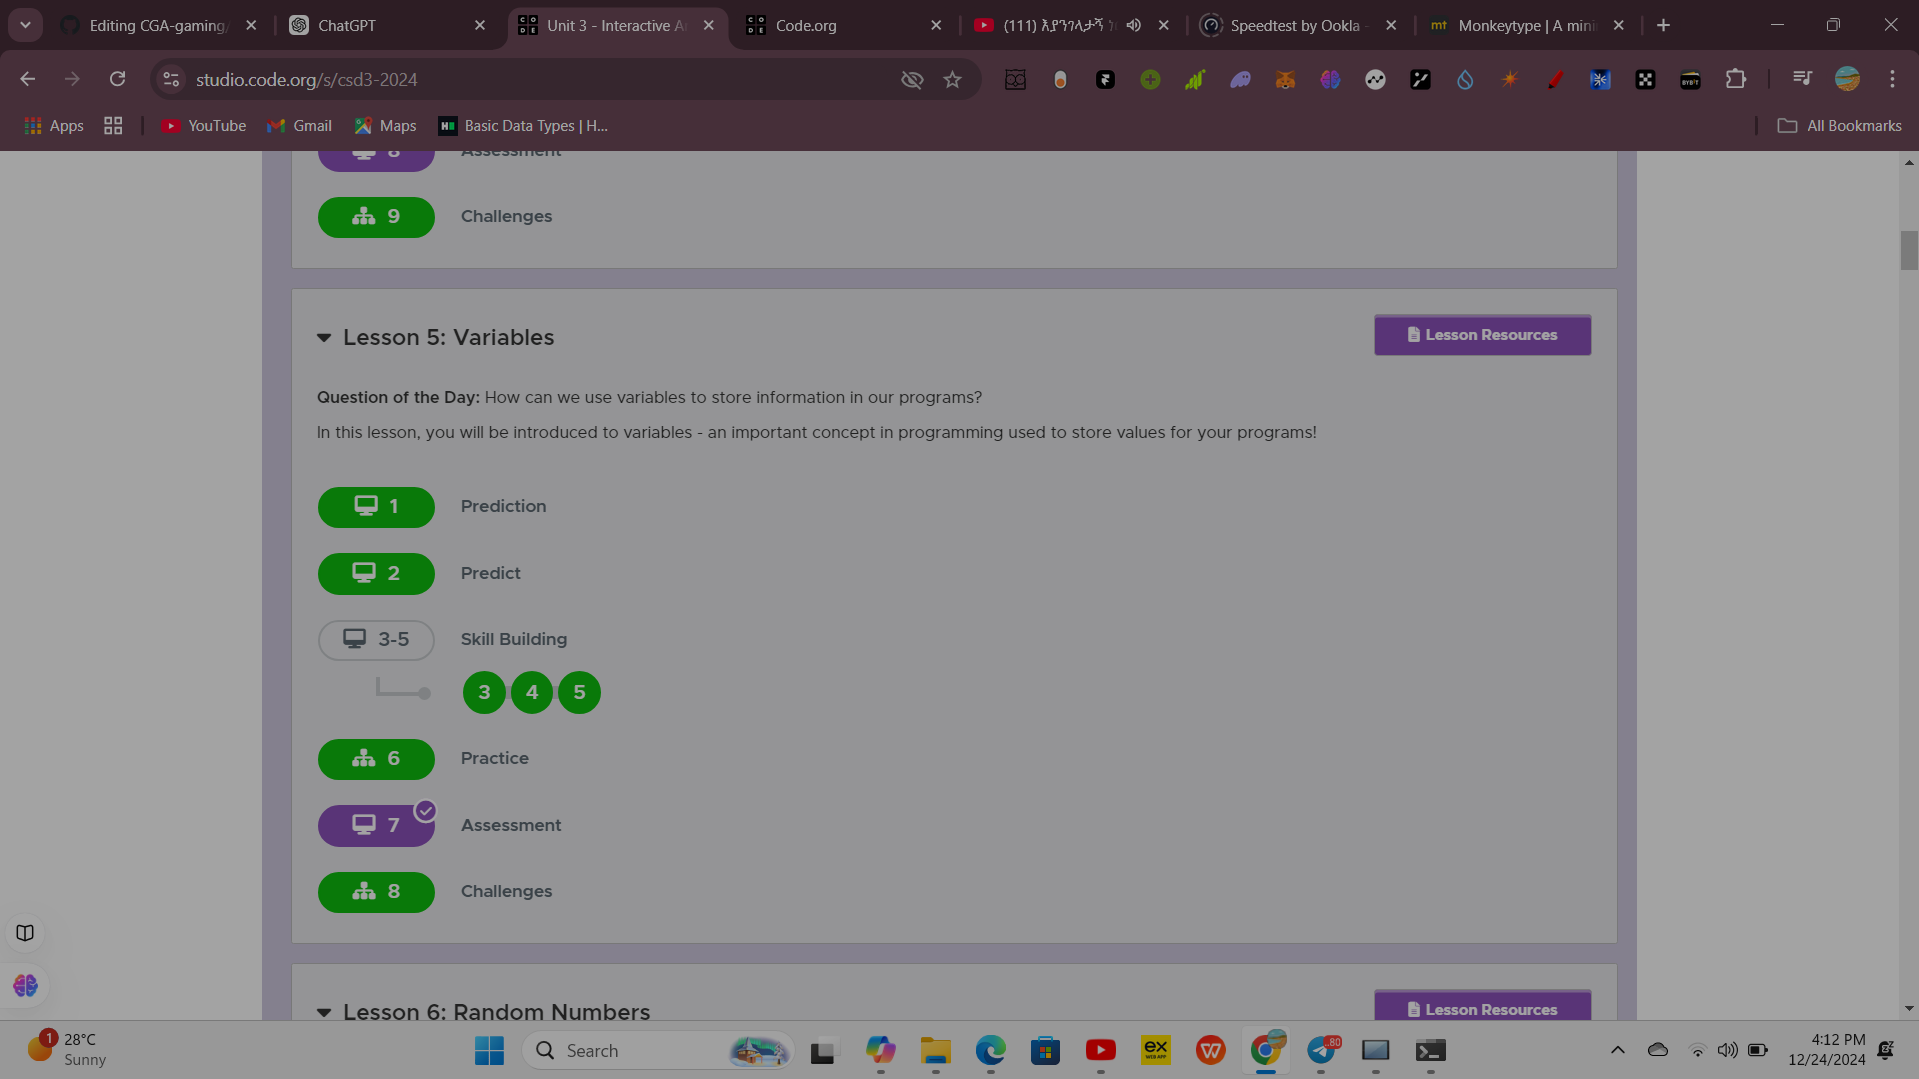 Editing CGA-gaming/
ChatGPT
Unit 3 - Interactive A
Code.org
(111) እያንገላታኝ ነ
Speedtest by Ookla -
mt Monkeytype | A mini
studio.code.org/s/csd3-2024
Apps
YouTube
Gmail
Maps
Basic Data Types | H...
All Bookmarks
8 Assessment
9 Challenges
Lesson 5: Variables
Lesson Resources
Question of the Day: How can we use variables to store information in our programs?
In this lesson, you will be introduced to variables - an important concept in programming used to store values for your programs!
1 Prediction
2 Predict
3-5 Skill Building
3 4 5
6 Practice
7 Assessment
8 Challenges
Lesson 6: Random Numbers
Lesson Resources
1
28°C
Sunny
Search
ex
WEB APP
80
4:12 PM
12/24/2024